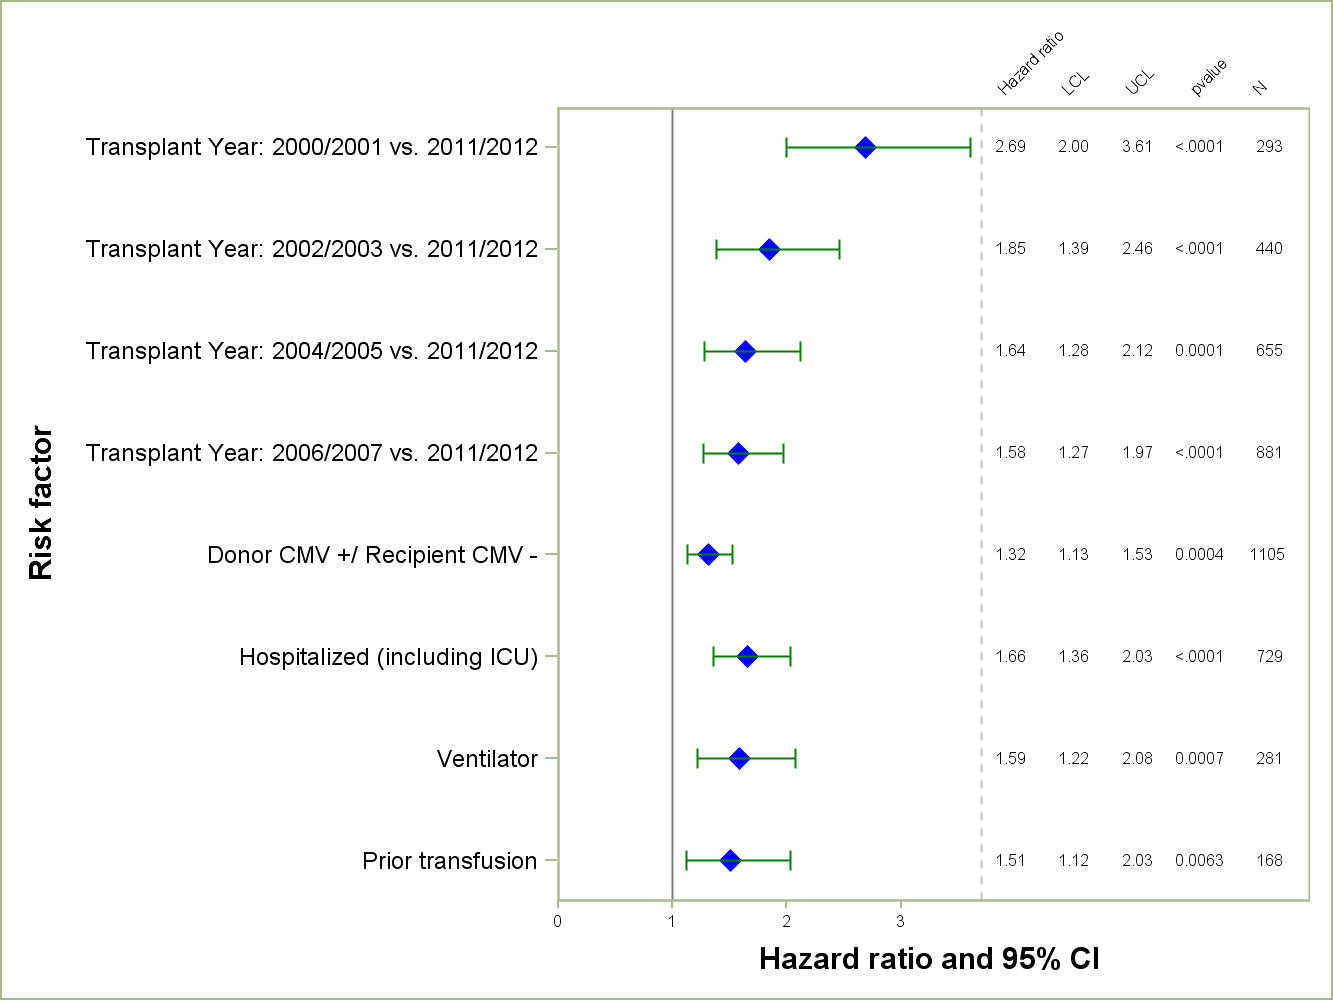 Hazard ratio LCL UCL pvalue N
Transplant Year: 2000/2001 vs. 2011/2012 2.69 2.00 3.61 <.0001 293
Transplant Year: 2002/2003 vs. 2011/2012 1.85 1.39 2.46 <.0001 440
Transplant Year: 2004/2005 vs. 2011/2012 1.64 1.28 2.12 0.0001 655
Transplant Year: 2006/2007 vs. 2011/2012 1.58 1.27 1.97 <.0001 881
Donor CMV +/ Recipient CMV - 1.32 1.13 1.53 0.0004 1105
Hospitalized (including ICU) 1.66 1.36 2.03 <.0001 729
Ventilator 1.59 1.22 2.08 0.0007 281
Prior transfusion 1.51 1.12 2.03 0.0063 168
Risk factor
0 1 2 3
Hazard ratio and 95% CI